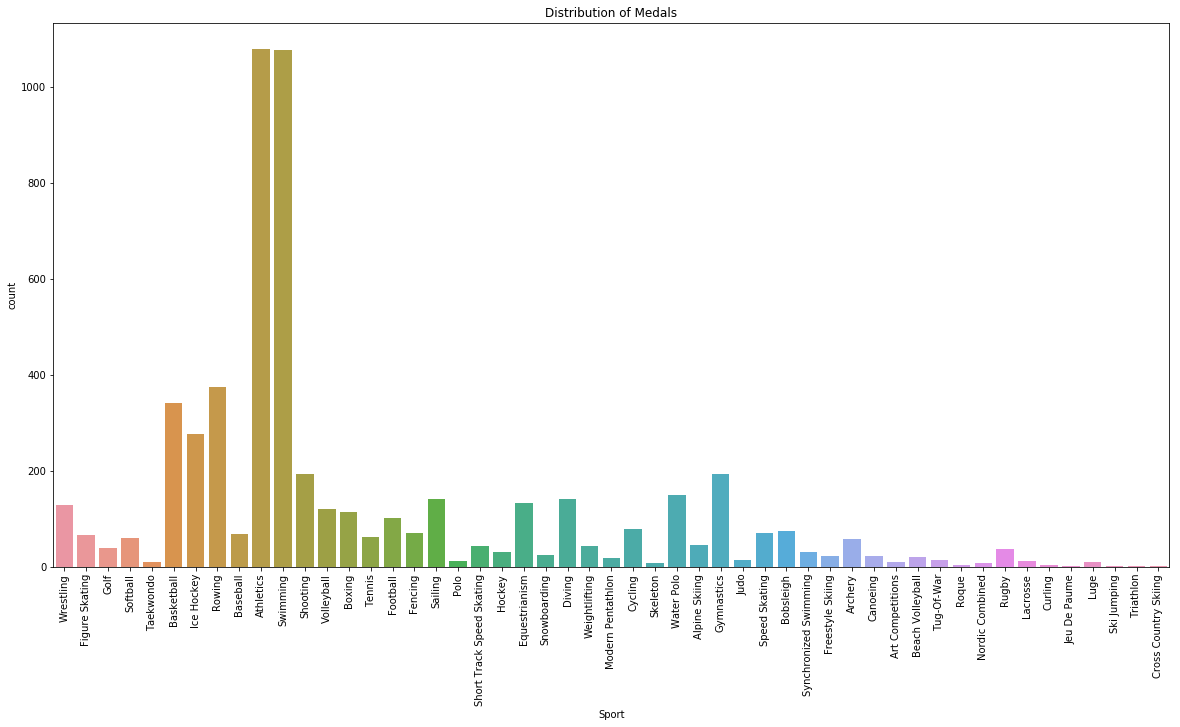 Distribution of Medals
count
1000
800
600
400
200
0
Wrestling
Figure Skating
Golf
Softball
Taekwondo
Basketball
Ice Hockey
Rowing
Baseball
Athletics
Swimming
Shooting
Volleyball
Boxing
Tennis
Football
Fencing
Sailing
Polo
Short Track Speed Skating
Hockey
Equestrianism
Snowboarding
Diving
Weightlifting
Modern Pentathlon
Cycling
Skeleton
Water Polo
Alpine Skiing
Gymnastics
Judo
Speed Skating
Bobsleigh
Synchronized Swimming
Freestyle Skiing
Archery
Canoeing
Art Competitions
Beach Volleyball
Tug-Of-War
Roque
Nordic Combined
Rugby
Lacrosse
Curling
Jeu De Paume
Luge
Ski Jumping
Triathlon
Cross Country Skiing
Sport